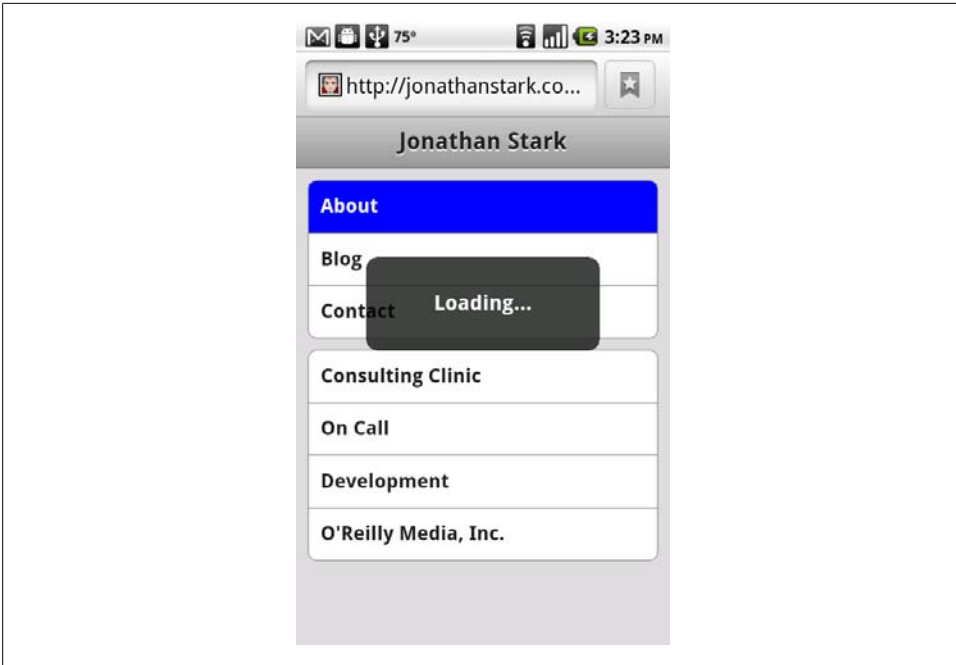 75° 3:23 PM
http://jonathanstark.co...
Jonathan Stark
About
Blog
Contact
Loading...
Consulting Clinic
On Call
Development
O'Reilly Media, Inc.